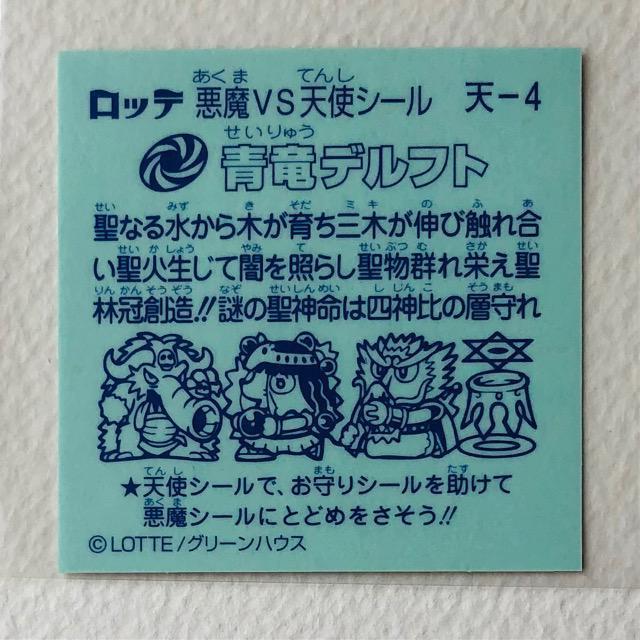 ロッテ 悪魔VS天使シール 天-4
青竜デルフト
聖なる水から木が育ち三木が伸び触れ合
い聖火生じて闇を照らし聖物群れ栄え聖
林冠創造!!謎の聖神命は四神比の層守れ
★天使シールで、お守りシールを助けて
悪魔シールにとどめをさそう!!
©LOTTE/グリーンハウス